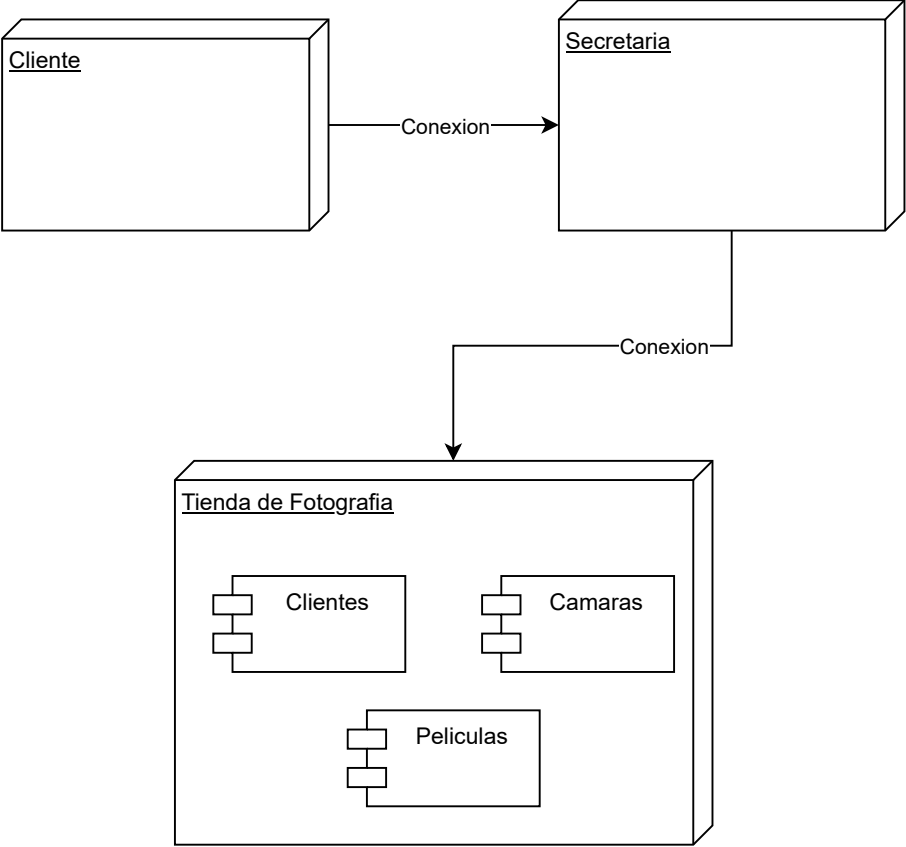 Cliente
Secretaria
Conexion
Conexion
Tienda de Fotografia
Clientes
Camaras
Peliculas